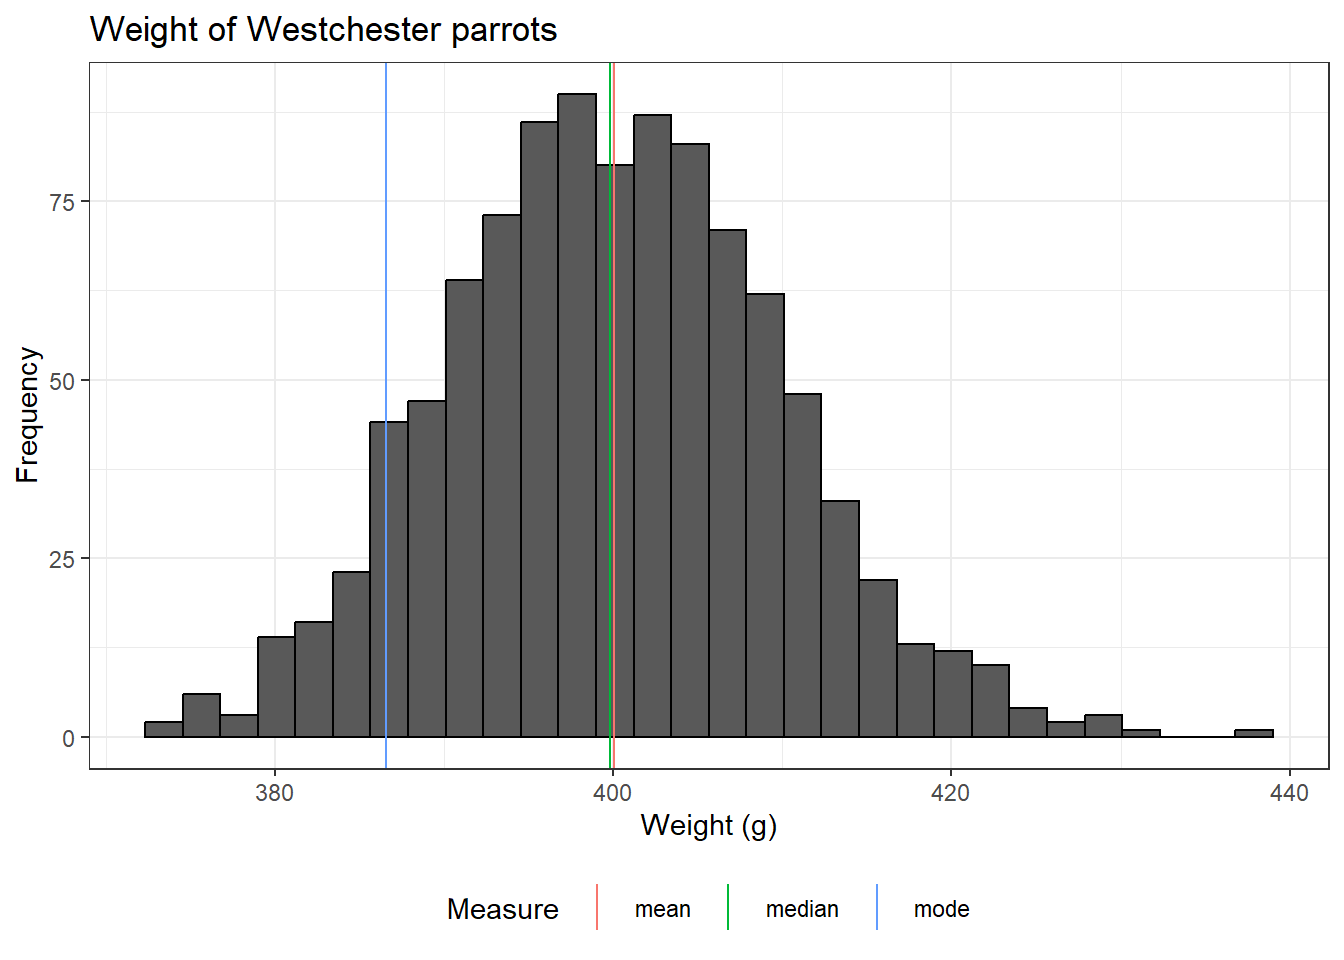 Weight of Westchester parrots
Frequency
75
50
25
0
380 400 420 440
Weight (g)
Measure mean median mode